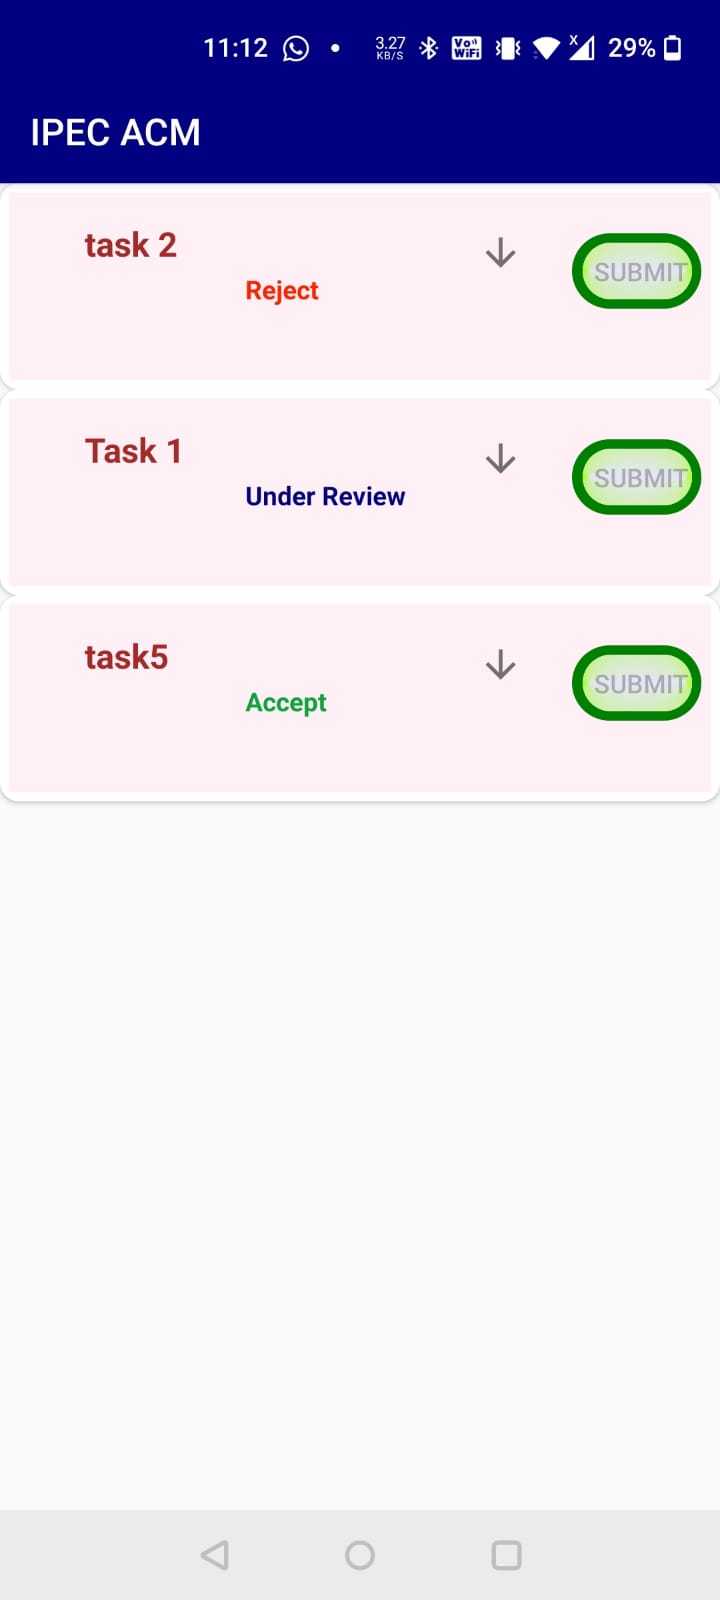 11:12 3.27 KB/S Vo WiFi X 29%
IPEC ACM
task 2
SUBMIT
Reject
Task 1
SUBMIT
Under Review
task5
SUBMIT
Accept